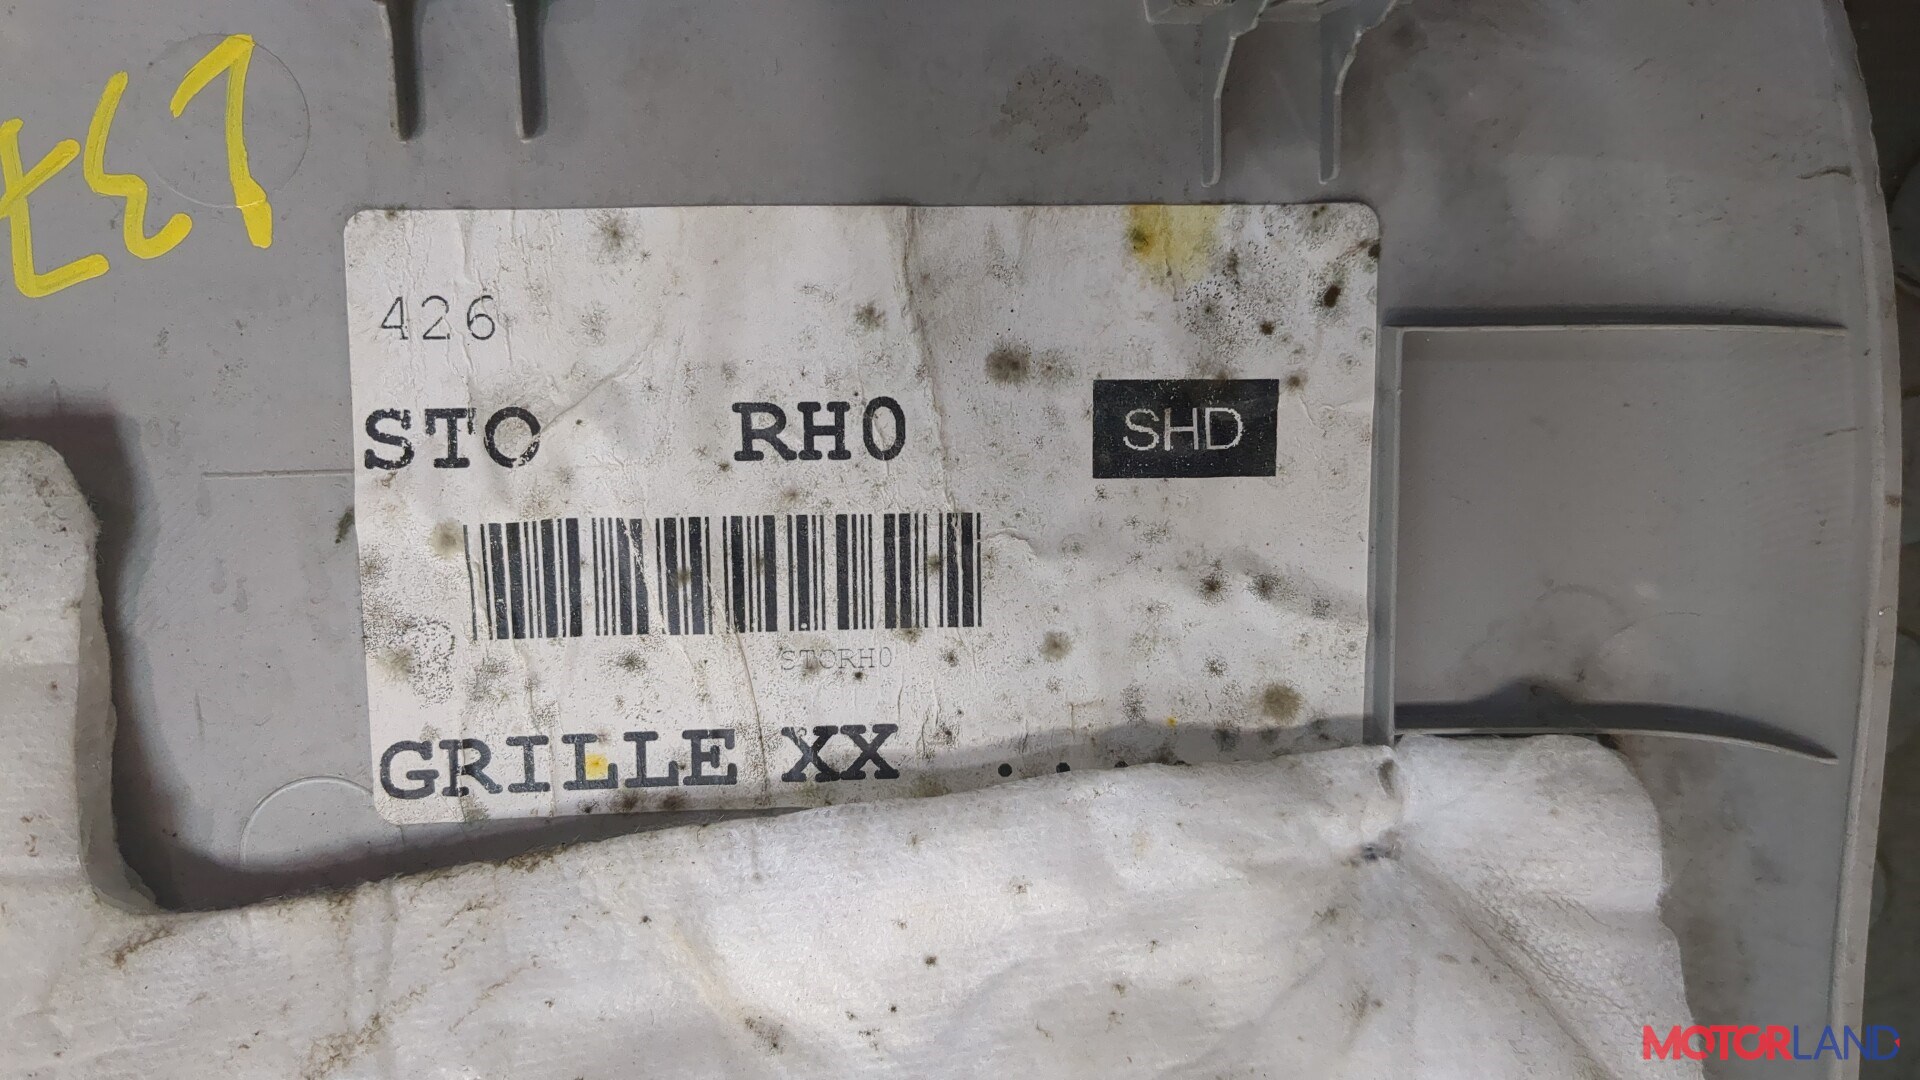 426
STO RH0 SHD
STORH0
GRILLE XX
MOTORLAND